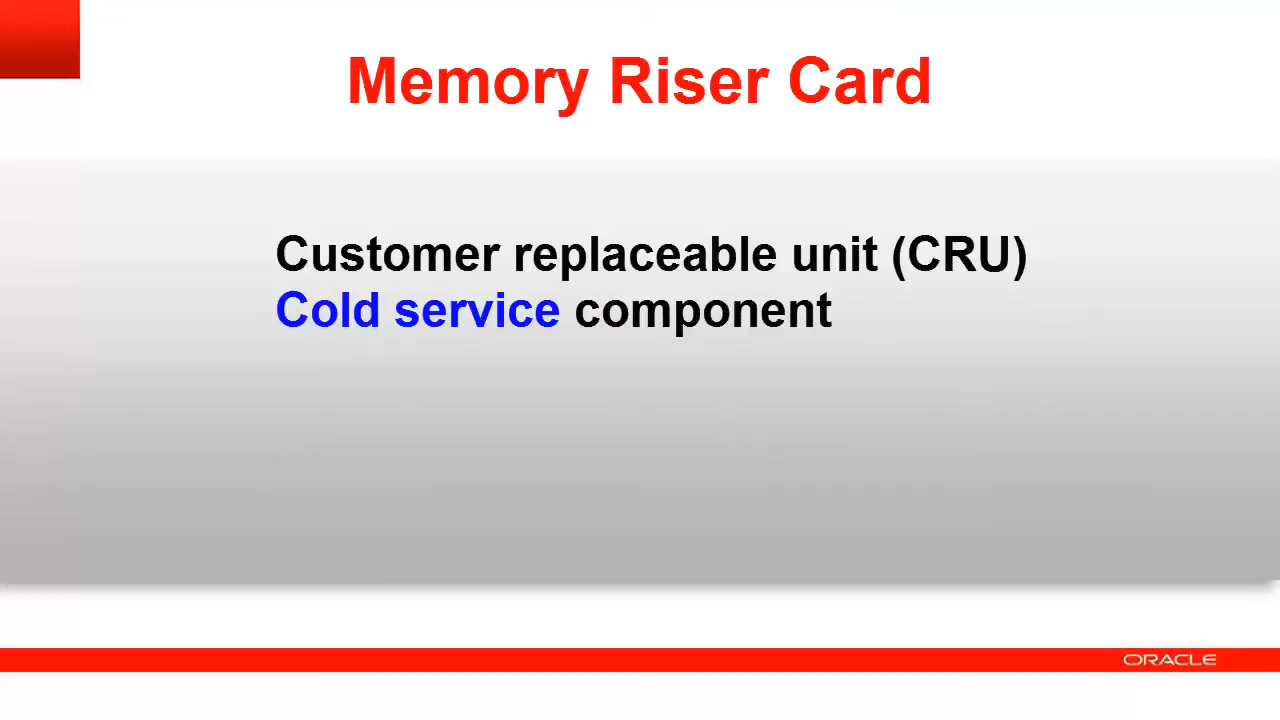 Memory Riser Card
Customer replaceable unit (CRU)
Cold service component
ORACLE